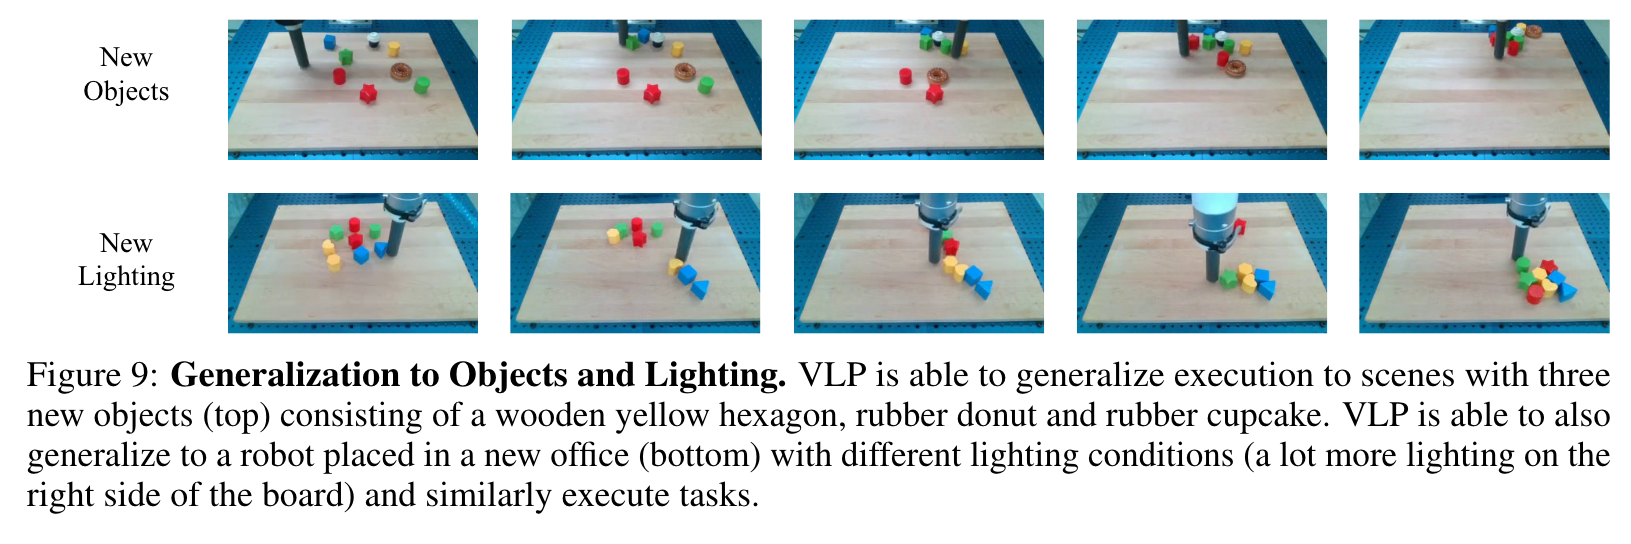 New
Objects
New
Lighting
Figure 9: Generalization to Objects and Lighting. VLP is able to generalize execution to scenes with three
new objects (top) consisting of a wooden yellow hexagon, rubber donut and rubber cupcake. VLP is able to also
generalize to a robot placed in a new office (bottom) with different lighting conditions (a lot more lighting on the
right side of the board) and similarly execute tasks.